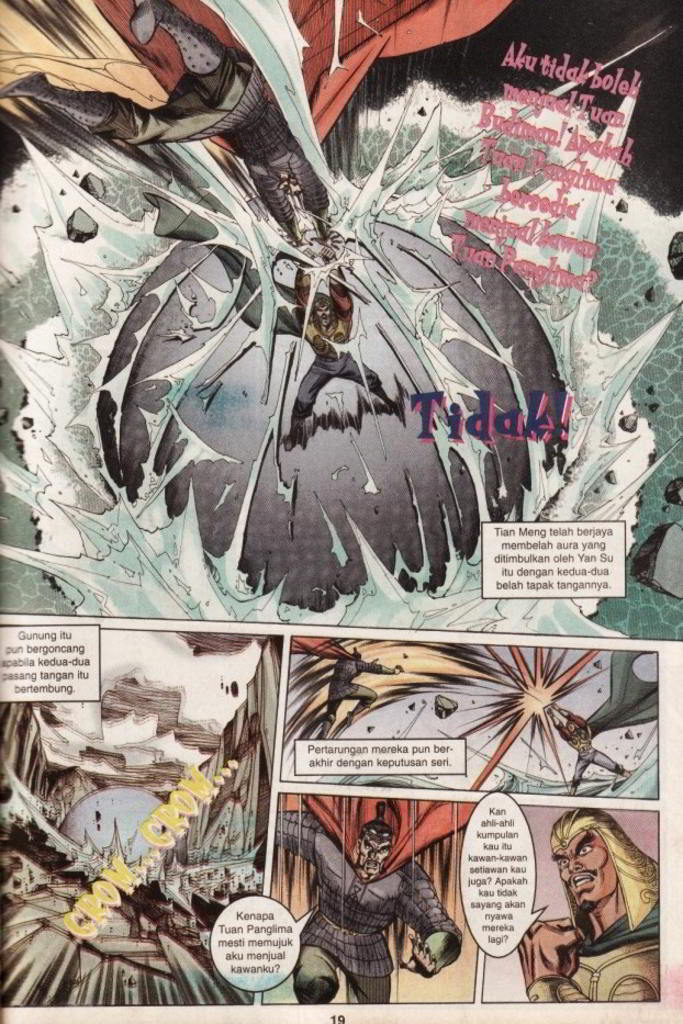 Aku tidak boleh
menjual Tuan
Budiman! Apakah
Tuan Panglima
bersedia
menjual kawan
Tuan Panglima?
Tidak!
Tian Meng telah berjaya
membelah aura yang
ditimbulkan oleh Yan Su
itu dengan kedua-dua
belah tapak tangannya.
Gunung itu
pun bergoncang
apabila kedua-dua
pasang tangan itu
bertembung.
Pertarungan mereka pun ber-
akhir dengan keputusan seri.
GROW...GROW...
Kenapa
Tuan Panglima
mesti memujuk
aku menjual
kawanku?
Kan
ahli-ahli
kumpulan
kau itu
kawan-kawan
setiawan kau
juga? Apakah
kau tidak
sayang akan
nyawa
mereka
lagi?
19